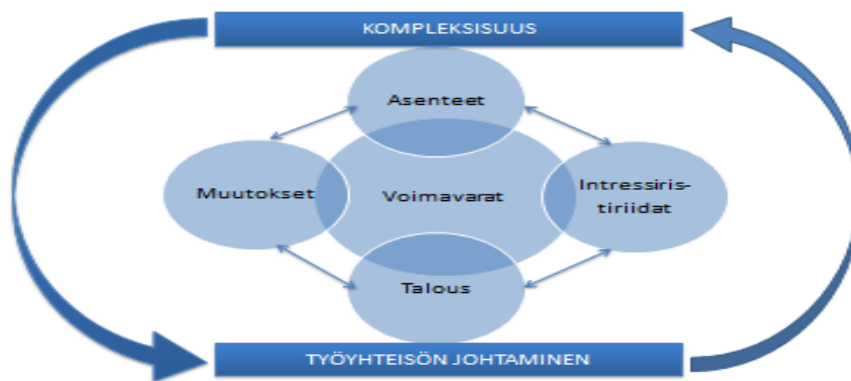 KOMPLEKSISUUS
Asenteet
Muutokset
Voimavarat
Intressiris-
tiriidat
Talous
TYÖYHTEISÖN JOHTAMINEN